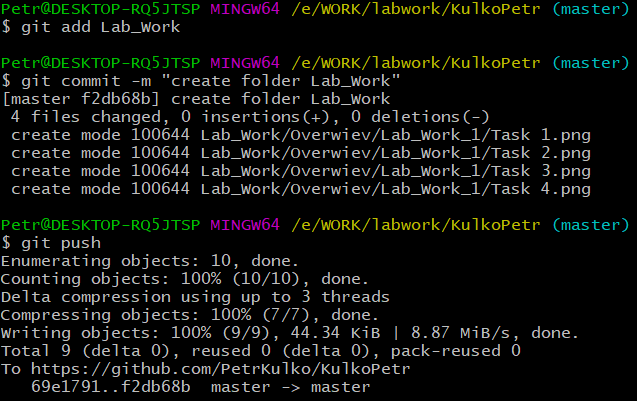 Petr@DESKTOP-RQ5JTSP MINGW64 /e/WORK/labwork/KulkoPetr (master)
$ git add Lab_Work
Petr@DESKTOP-RQ5JTSP MINGW64 /e/WORK/labwork/KulkoPetr (master)
$ git commit -m "create folder Lab_Work"
[master f2db68b] create folder Lab_Work
 4 files changed, 0 insertions(+), 0 deletions(-)
 create mode 100644 Lab_Work/Overwiev/Lab_Work_1/Task 1.png
 create mode 100644 Lab_Work/Overwiev/Lab_Work_1/Task 2.png
 create mode 100644 Lab_Work/Overwiev/Lab_Work_1/Task 3.png
 create mode 100644 Lab_Work/Overwiev/Lab_Work_1/Task 4.png
Petr@DESKTOP-RQ5JTSP MINGW64 /e/WORK/labwork/KulkoPetr (master)
$ git push
Enumerating objects: 10, done.
Counting objects: 100% (10/10), done.
Delta compression using up to 3 threads
Compressing objects: 100% (7/7), done.
Writing objects: 100% (9/9), 44.34 KiB | 8.87 MiB/s, done.
Total 9 (delta 0), reused 0 (delta 0), pack-reused 0
To https://github.com/PetrKulko/KulkoPetr
   69e1791..f2db68b  master -> master